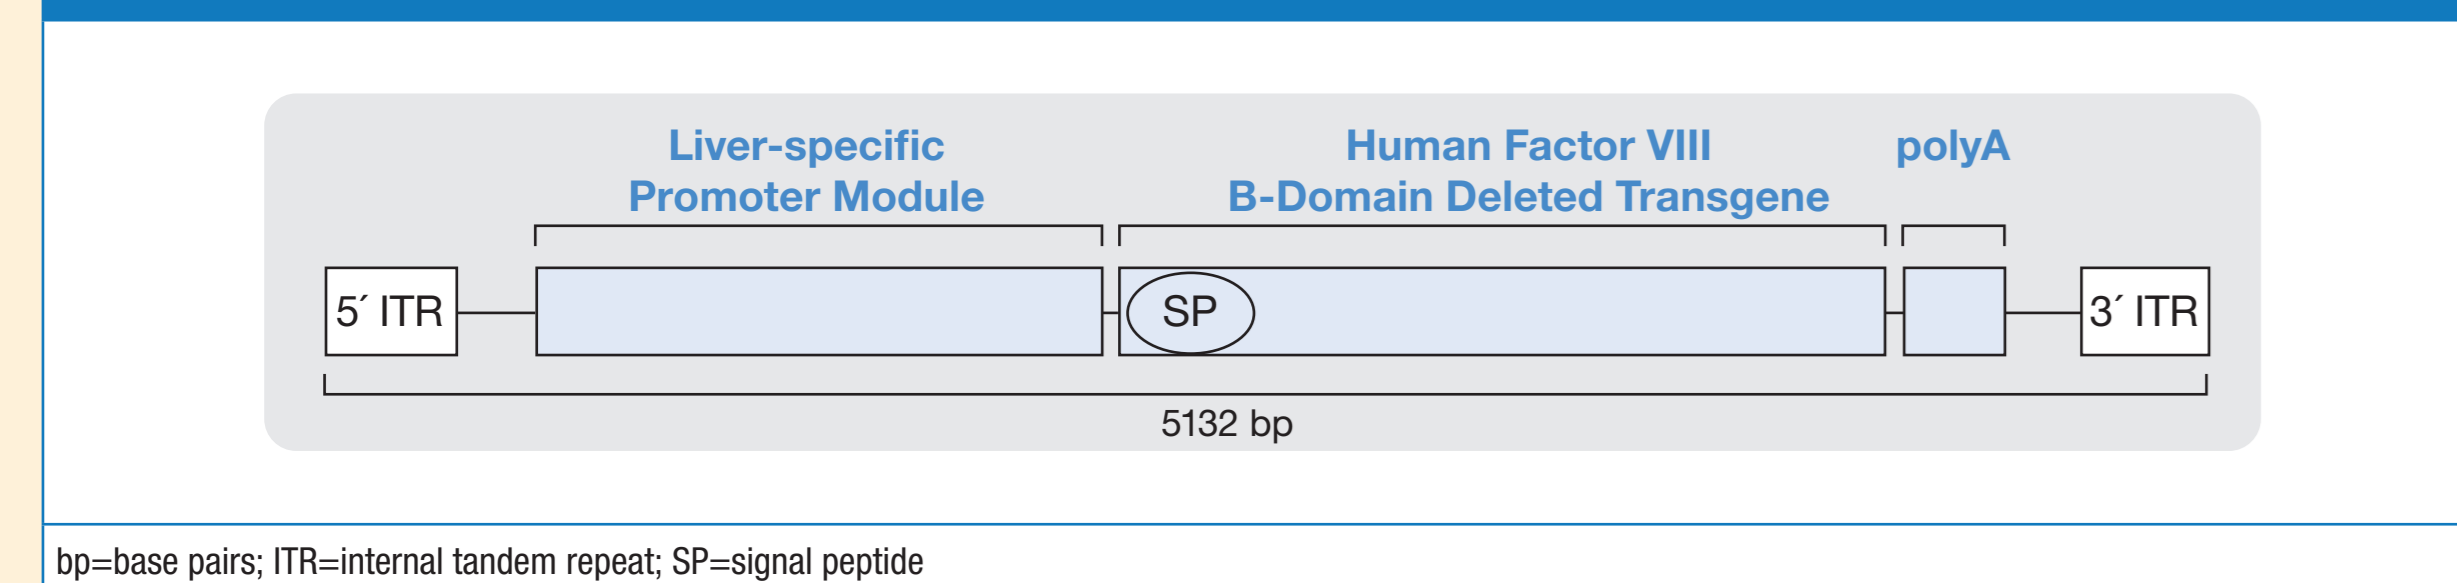 Liver-specific
Promoter Module
Human Factor VIII
B-Domain Deleted Transgene
polyA
5´ ITR
SP
3´ ITR
5132 bp
bp=base pairs; ITR=internal tandem repeat; SP=signal peptide